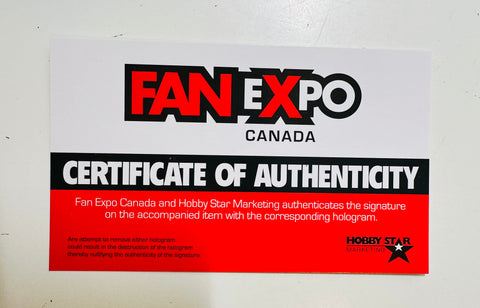 FAN EXPO
CANADA
CERTIFICATE OF AUTHENTICITY
Fan Expo Canada and Hobby Star Marketing authenticates the signature
on the accompanied item with the corresponding hologram.
Any attempt to remove either hologram
could result in the destruction of the hologram
thereby nullifying the authenticity of the signature.
HOBBY STAR
MARKETING